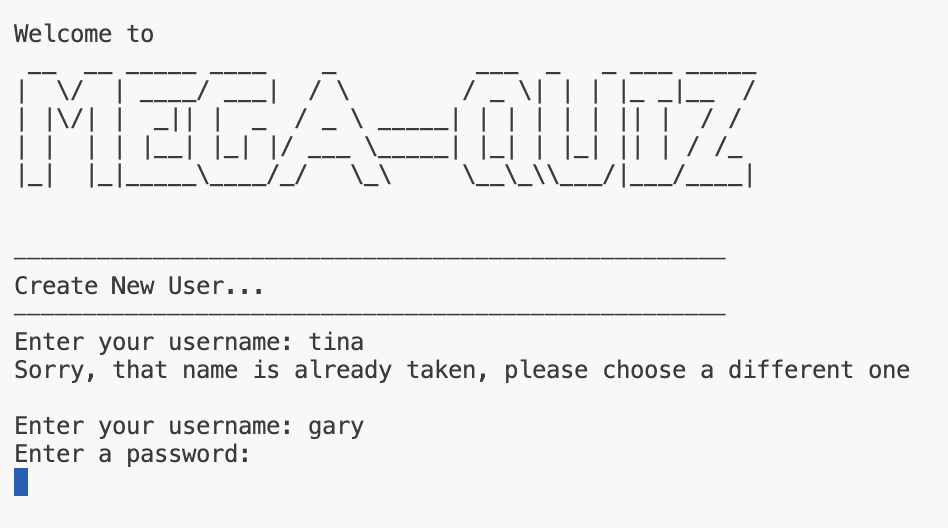 Welcome to
MEGA-QUIZ
Create New User...
Enter your username: tina
Sorry, that name is already taken, please choose a different one
Enter your username: gary
Enter a password: